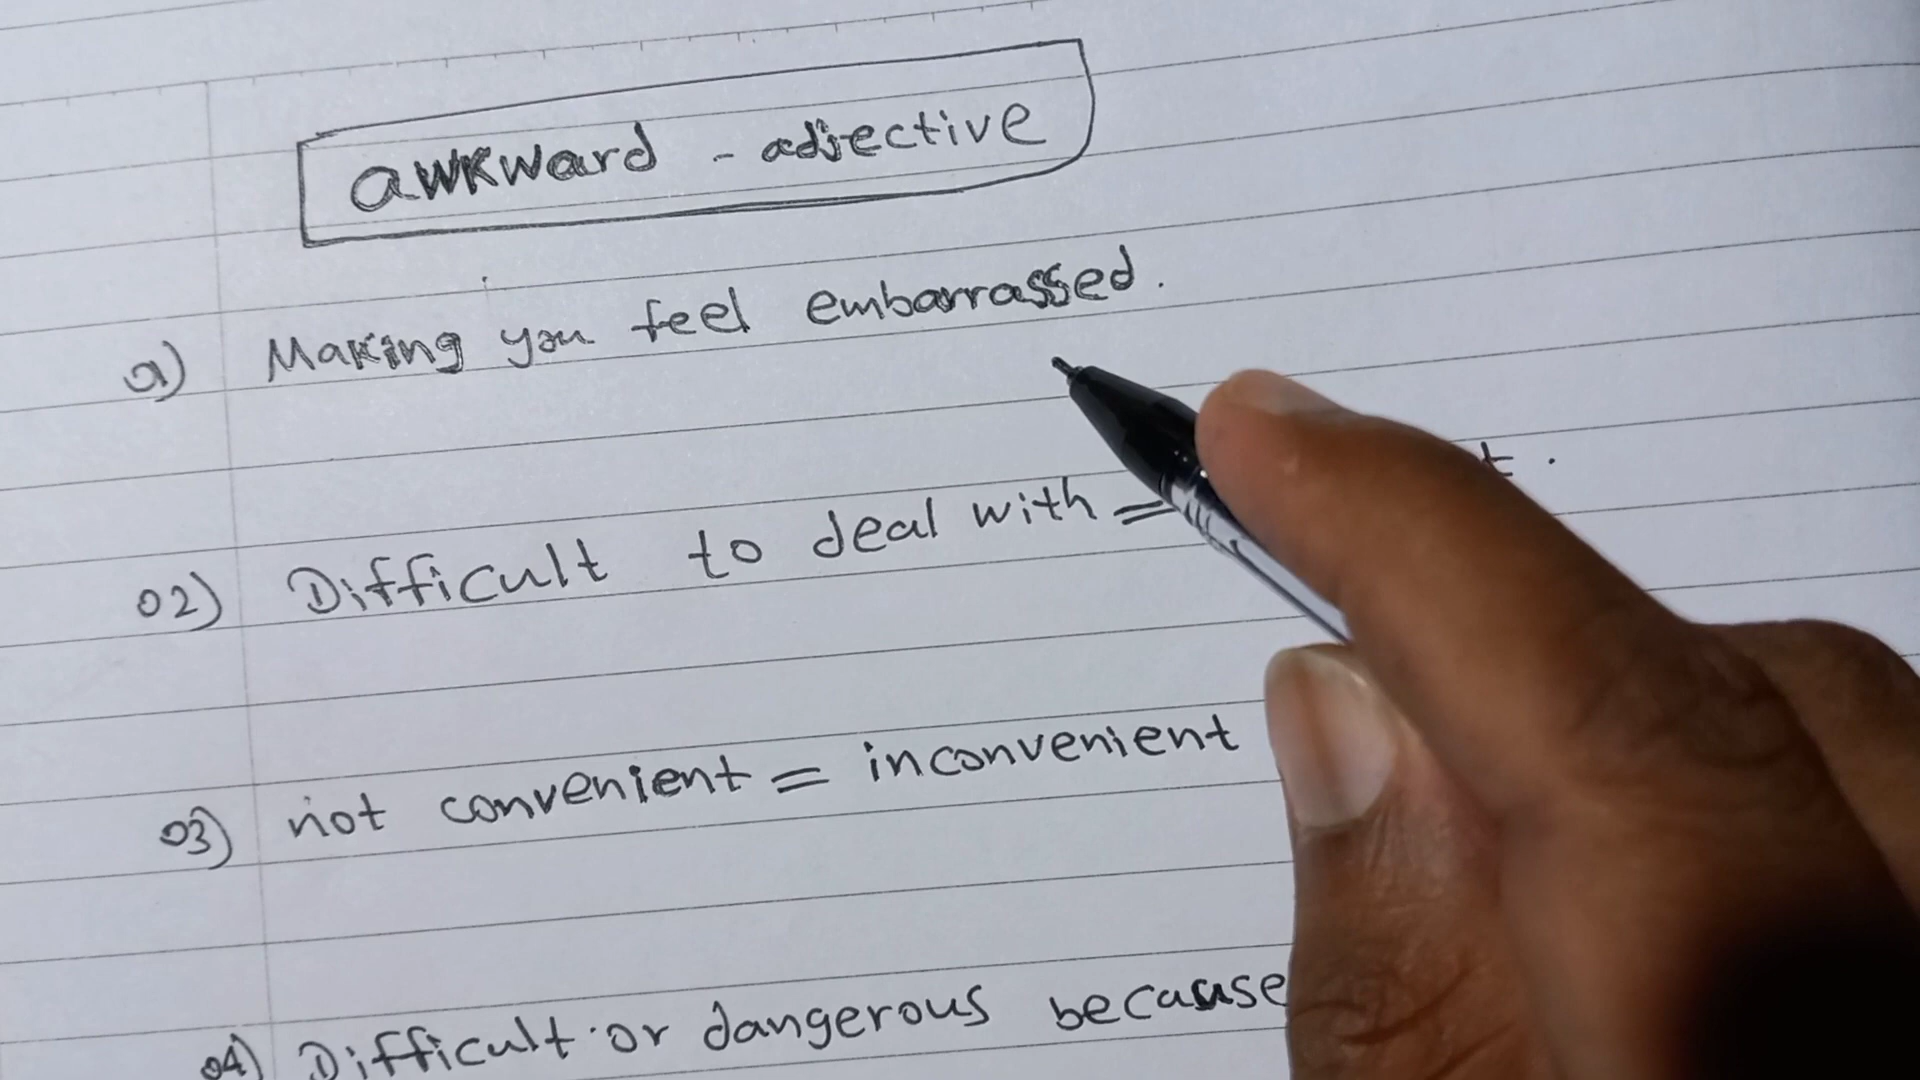 awkward - adjective
01) Making you feel embarrassed.
02) Difficult to deal with =
03) not convenient = inconvenient
04) Difficult or dangerous because